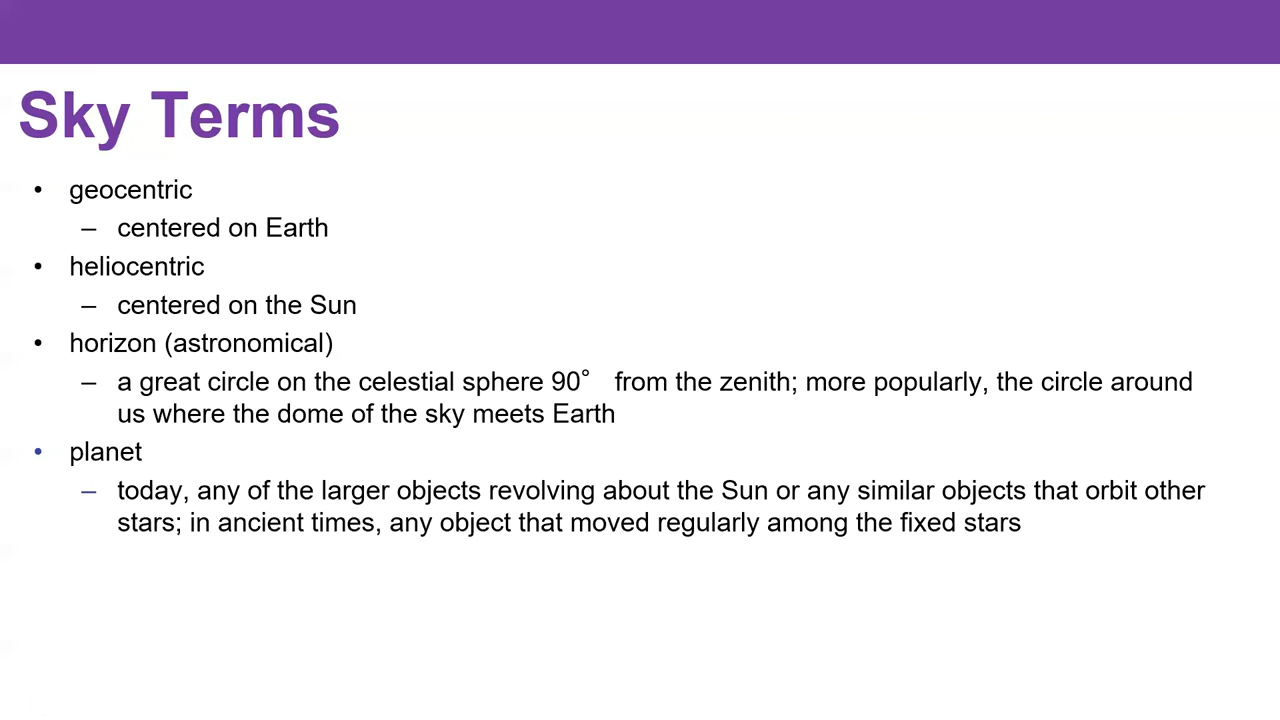 Sky Terms
• geocentric
– centered on Earth
• heliocentric
– centered on the Sun
• horizon (astronomical)
– a great circle on the celestial sphere 90° from the zenith; more popularly, the circle around
us where the dome of the sky meets Earth
• planet
– today, any of the larger objects revolving about the Sun or any similar objects that orbit other
stars; in ancient times, any object that moved regularly among the fixed stars